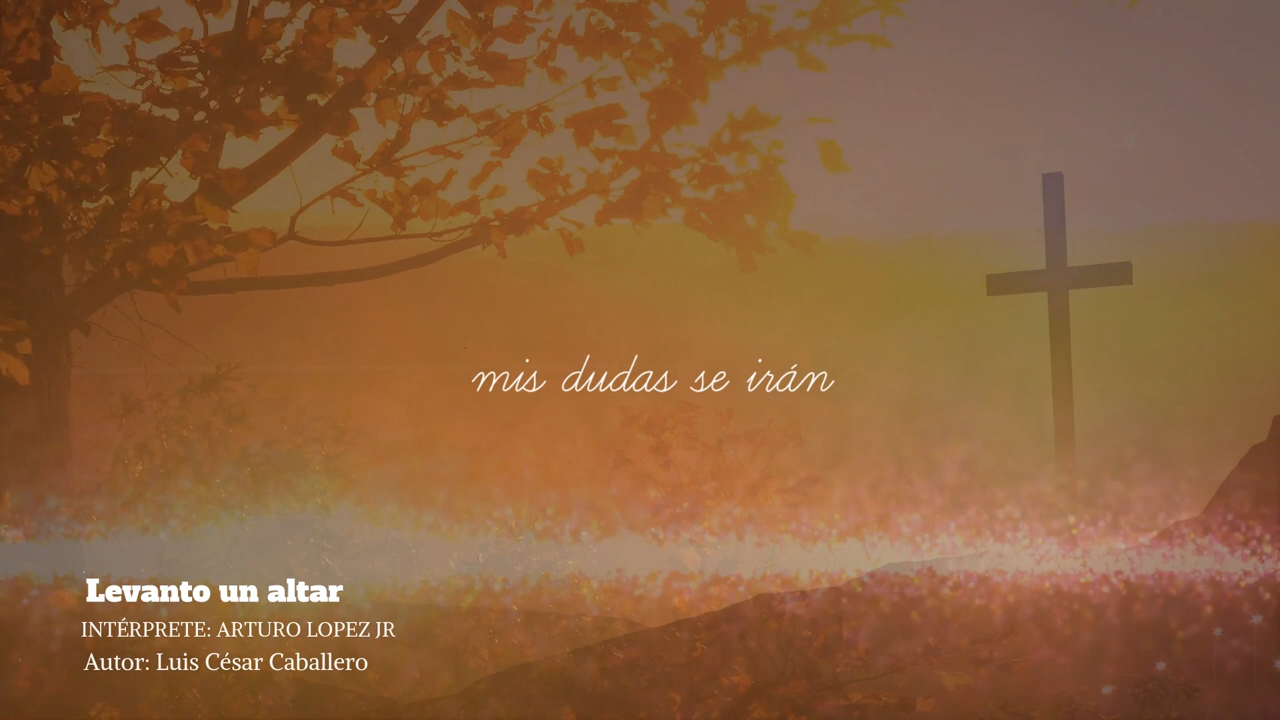 mis dudas se irán
Levanto un altar
INTÉRPRETE: ARTURO LOPEZ JR
Autor: Luis César Caballero